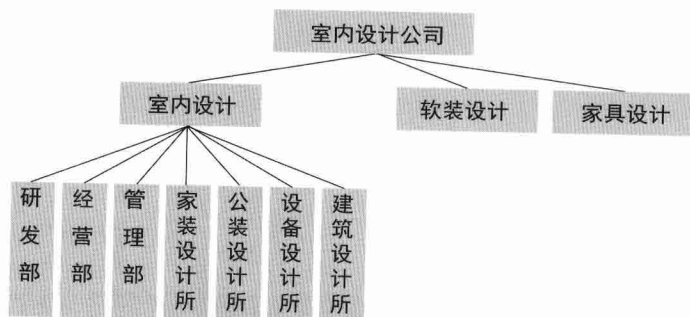 室内设计公司
室内设计
软装设计
家具设计
研发部
经营部
管理部
家装设计所
公装设计所
设备设计所
建筑设计所